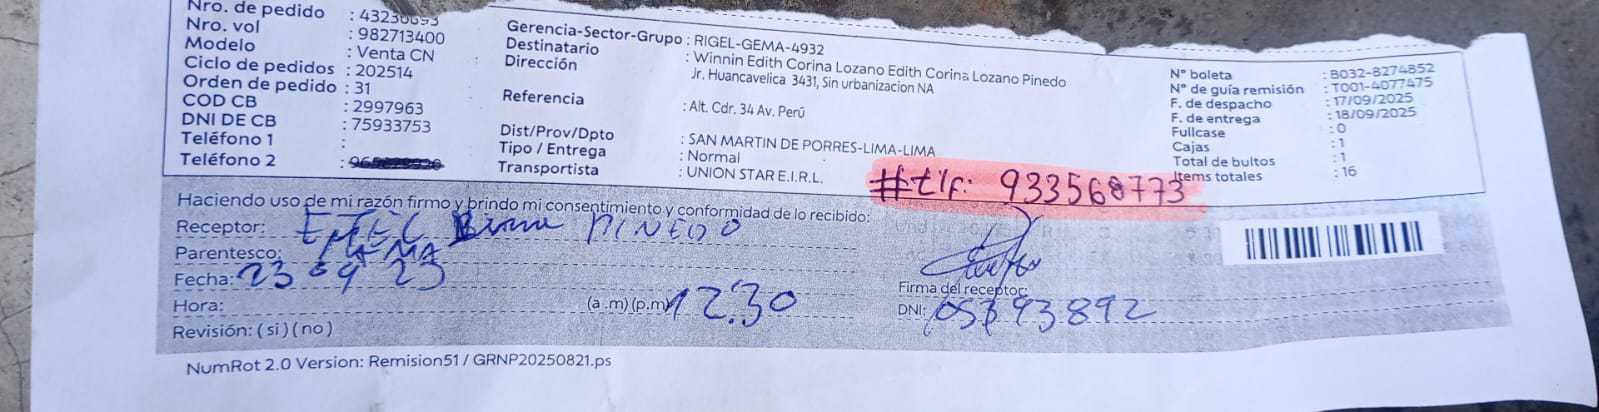 Nro. de pedido : 43230693
Nro. vol : 982713400
Modelo : Venta CN
Ciclo de pedidos : 202514
Orden de pedido : 31
COD CB : 2997963
DNI DE CB : 75933753
Teléfono 1 :
Teléfono 2 :
Gerencia-Sector-Grupo : RIGEL-GEMA-4932
Destinatario : Winnin Edith Corina Lozano Edith Corina Lozano Pinedo
Dirección Jr. Huancavelica 3431, Sin urbanizacion NA
Referencia : Alt. Cdr. 34 Av. Perú
Dist/Prov/Dpto : SAN MARTIN DE PORRES-LIMA-LIMA
Tipo / Entrega : Normal
Transportista : UNION STAR E.I.R.L.
#tlf: 933568773
N° boleta : B032-8274852
N° de guía remisión : T001-4077475
F. de despacho : 17/09/2025
F. de entrega : 18/09/2025
Fullcase : 0
Cajas : 1
Total de bultos : 1
Items totales : 16
Haciendo uso de mi razón firmo y brindo mi consentimiento y conformidad de lo recibido:
Receptor: PINEDO
Parentesco:
Fecha: 23 09 25
Hora: (a .m) (p.m) 12:30
Revisión: ( si ) ( no )
Firma del receptor:
DNI:
NumRot 2.0 Version: Remision51 / GRNP20250821.ps